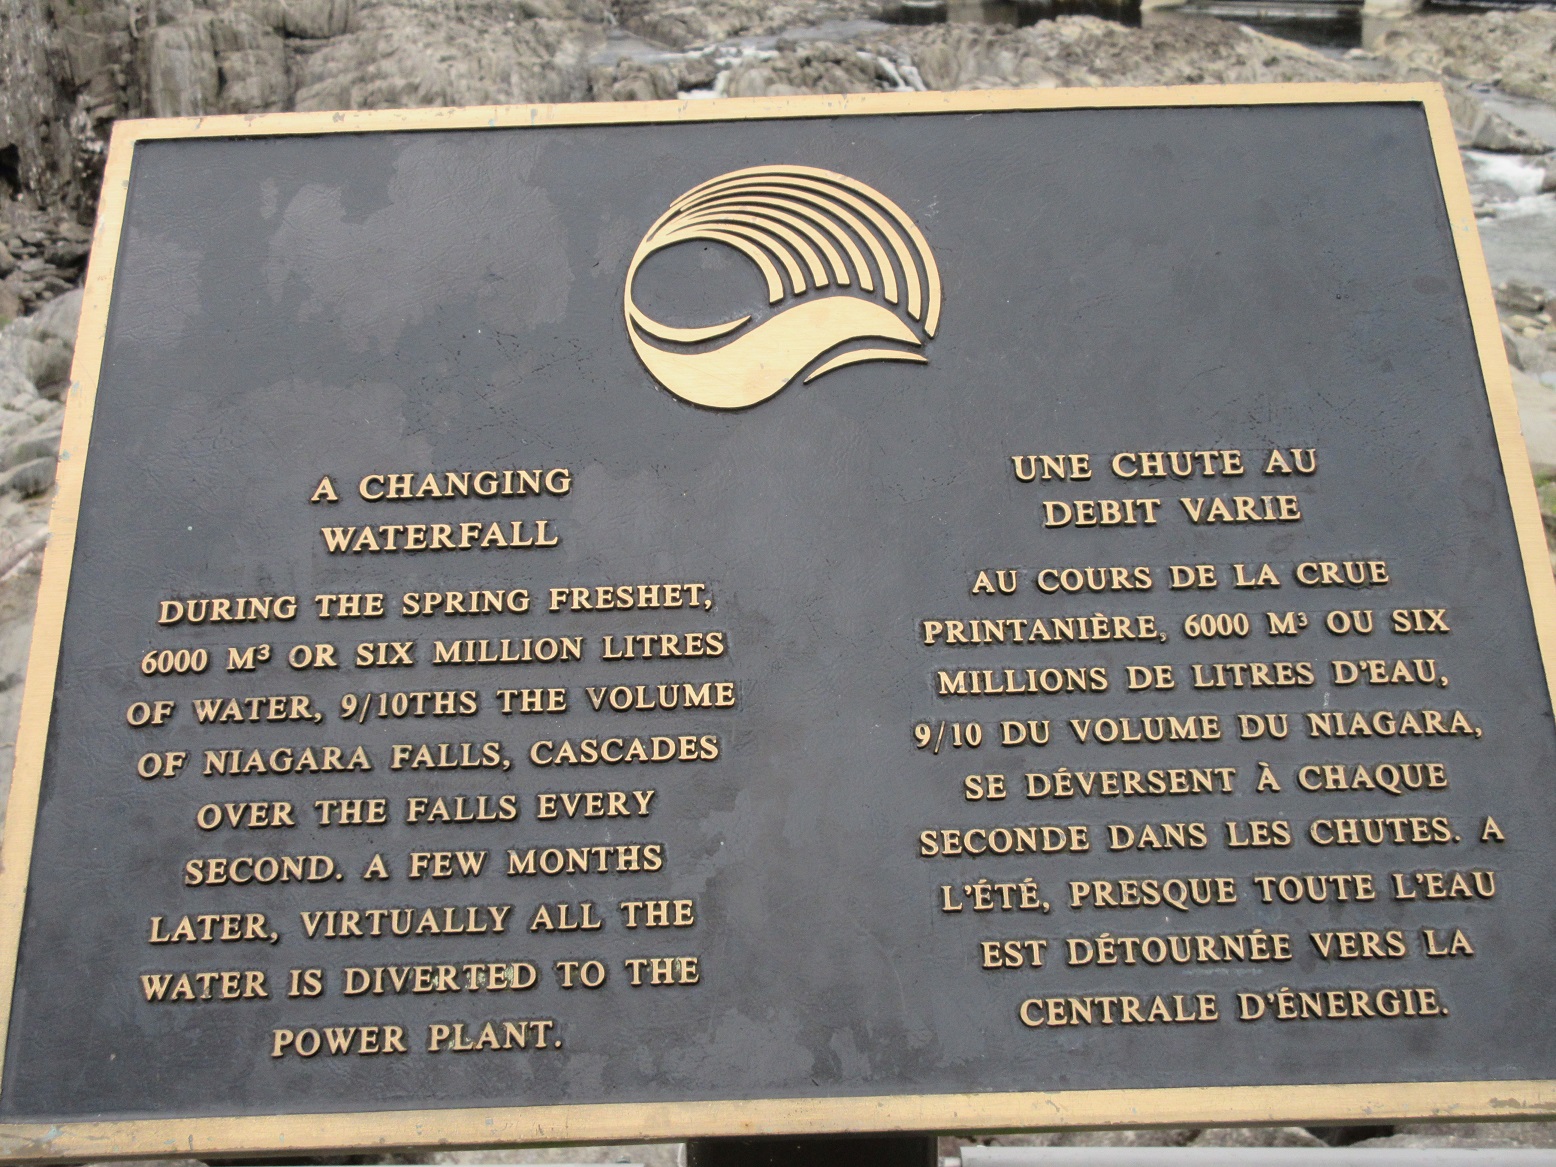 A CHANGING
WATERFALL
DURING THE SPRING FRESHET,
6000 M³ OR SIX MILLION LITRES
OF WATER, 9/10THS THE VOLUME
OF NIAGARA FALLS, CASCADES
OVER THE FALLS EVERY
SECOND. A FEW MONTHS
LATER, VIRTUALLY ALL THE
WATER IS DIVERTED TO THE
POWER PLANT.
UNE CHUTE AU
DEBIT VARIE
AU COURS DE LA CRUE
PRINTANIÈRE, 6000 M³ OU SIX
MILLIONS DE LITRES D'EAU,
9/10 DU VOLUME DU NIAGARA,
SE DÉVERSENT À CHAQUE
SECONDE DANS LES CHUTES. A
L'ÉTÉ, PRESQUE TOUTE L'EAU
EST DÉTOURNÉE VERS LA
CENTRALE D'ÉNERGIE.